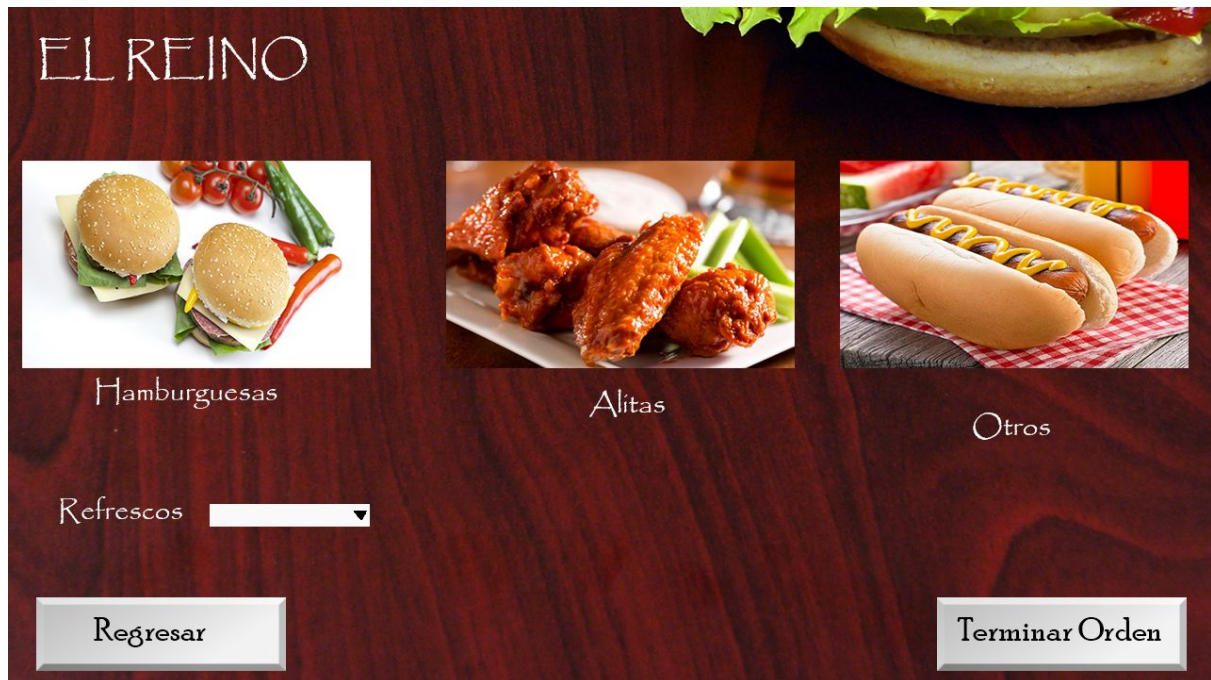 EL REINO
Hamburguesas
Alitas
Otros
Refrescos
Regresar
Terminar Orden